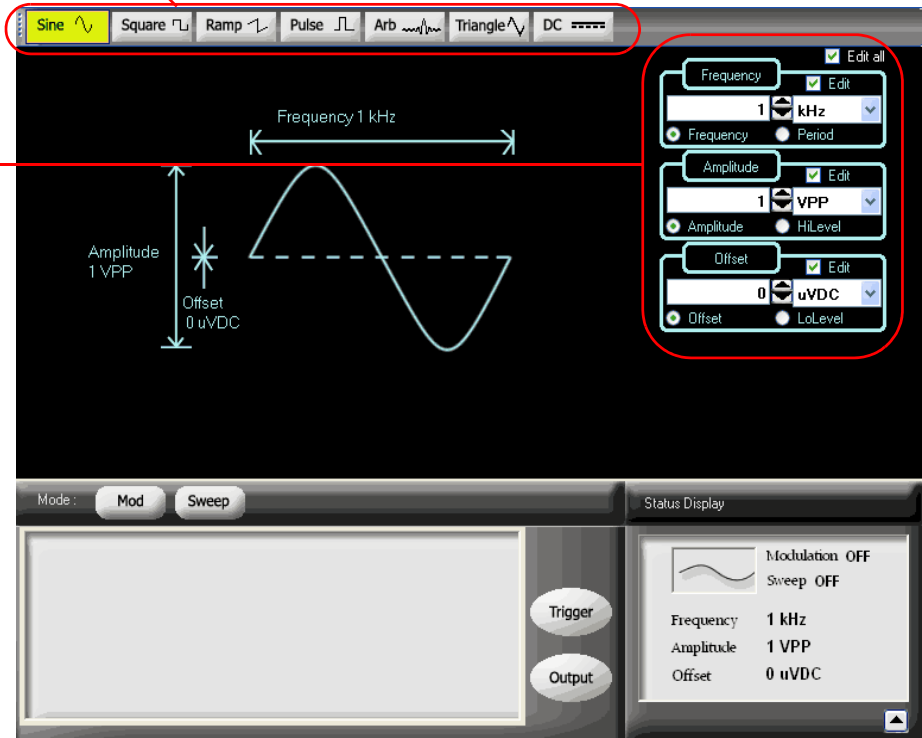 Sine Square Ramp Pulse Arb Triangle DC
Edit all
Frequency
Edit
1 kHz
Frequency Period
Amplitude
Edit
1 VPP
Amplitude HiLevel
Offset
Edit
0 uVDC
Offset LoLevel
Frequency 1 kHz
Amplitude
1 VPP
Offset
0 uVDC
Mode : Mod Sweep
Trigger
Output
Status Display
Modulation OFF
Sweep OFF
Frequency 1 kHz
Amplitude 1 VPP
Offset 0 uVDC